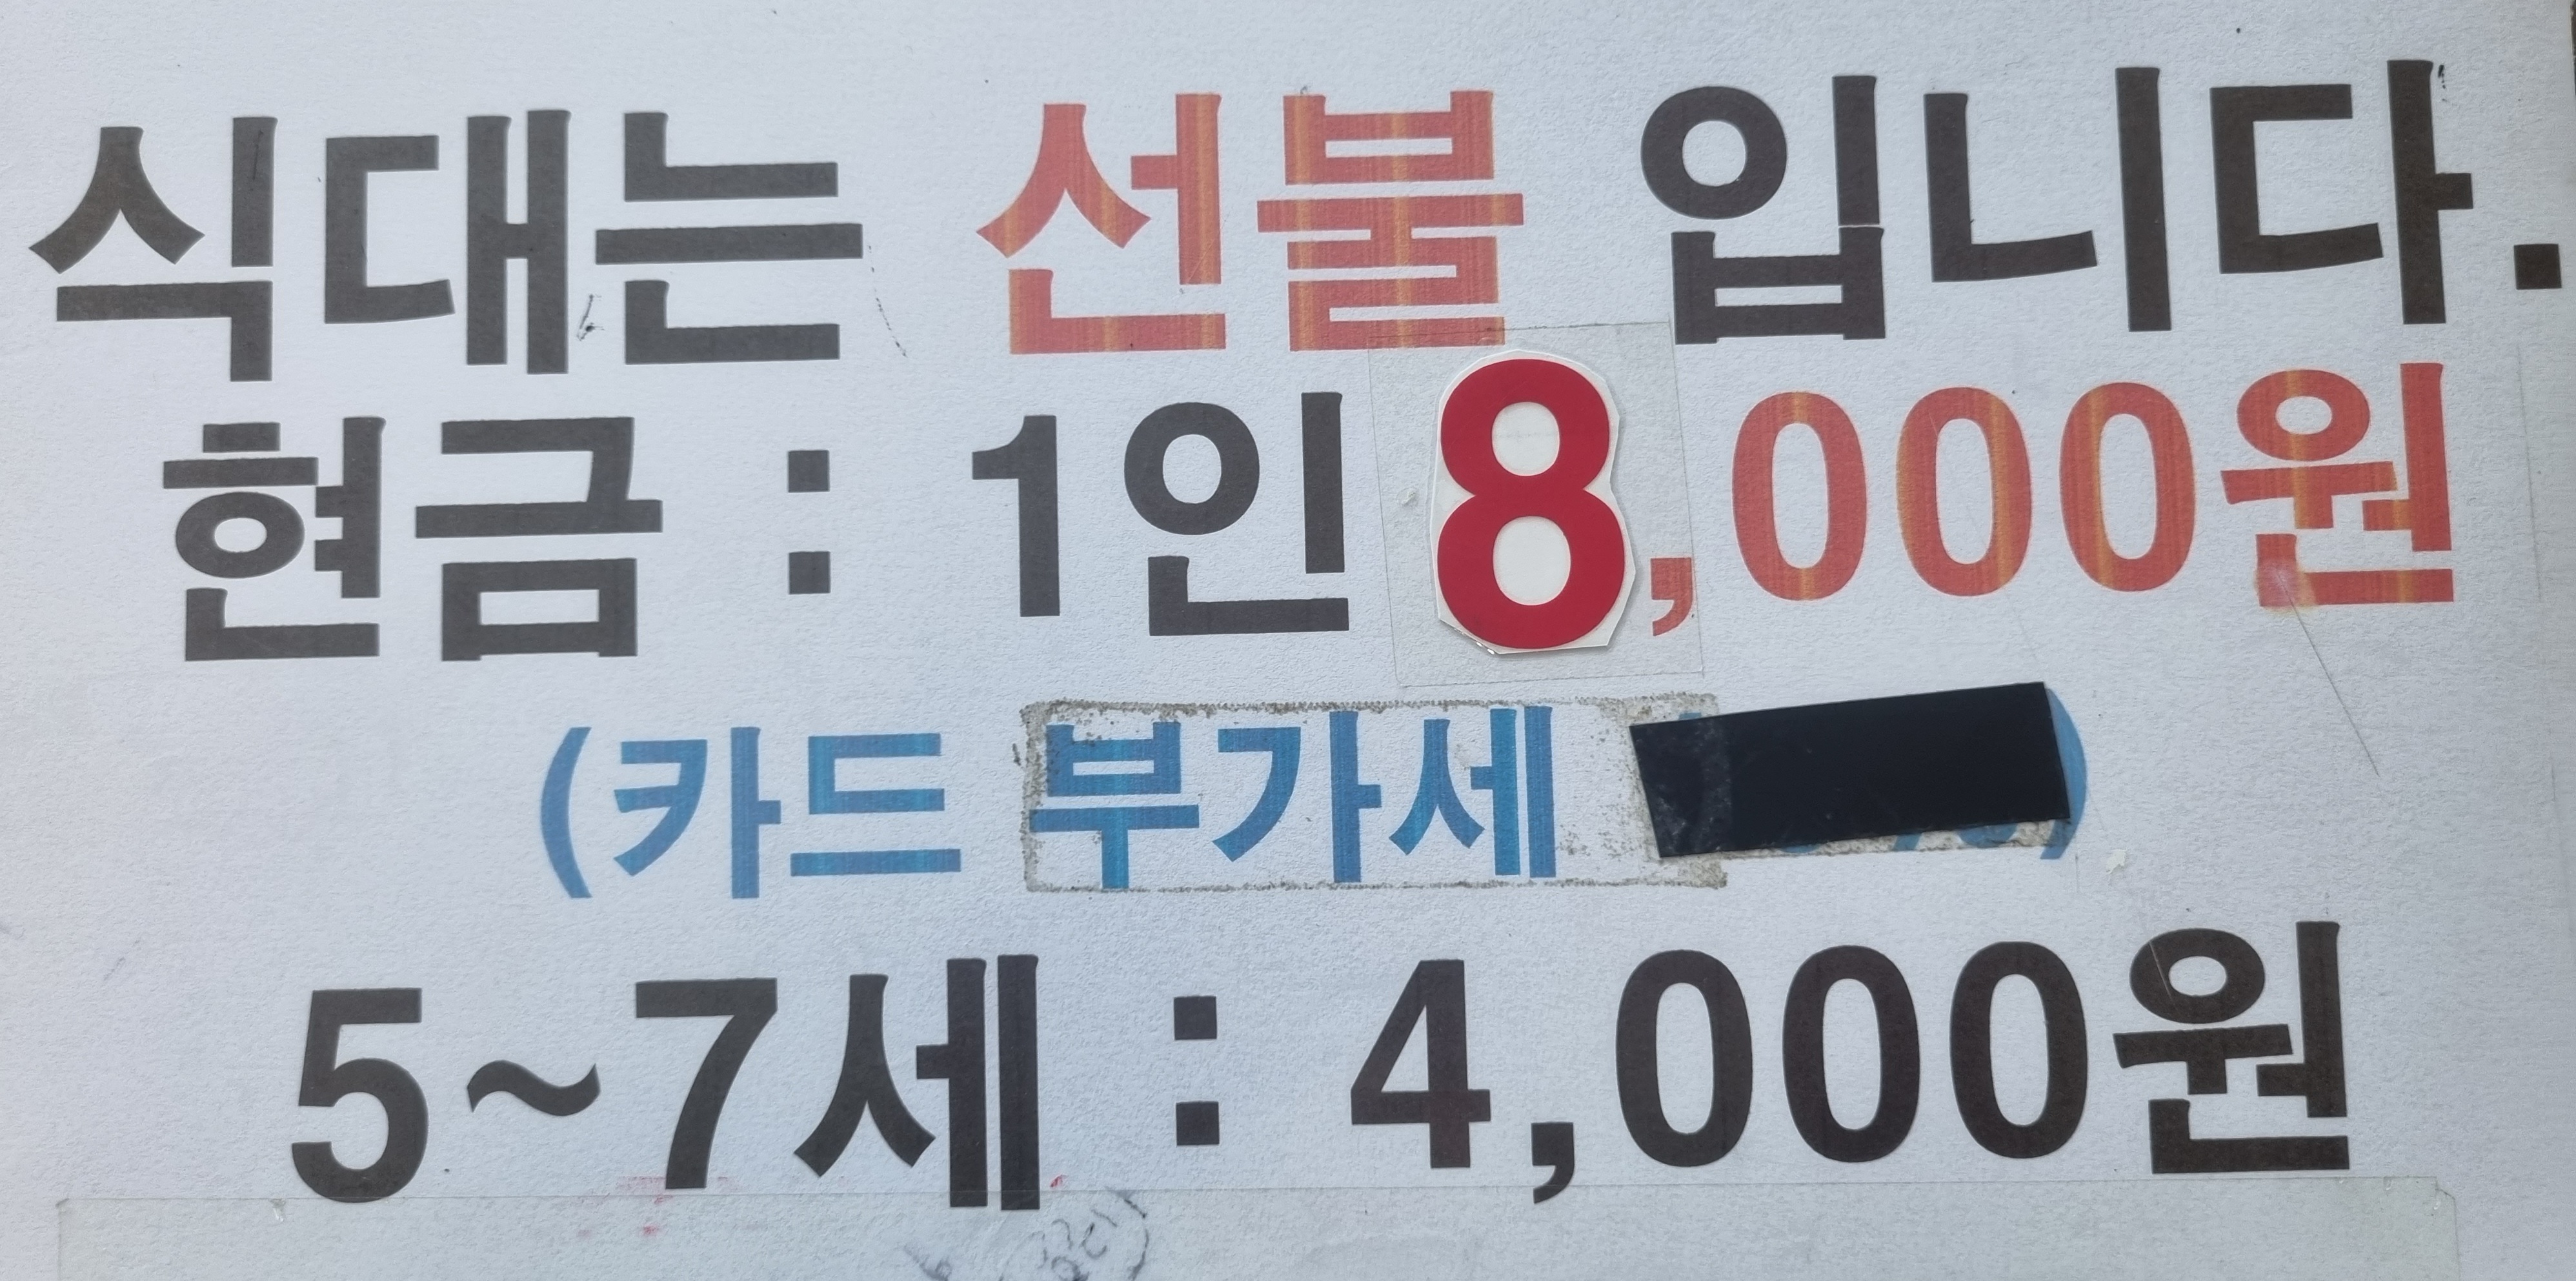 식대는 선불 입니다.
현금 : 1인 8,000원
(카드 부가세 )
5~7세 : 4,000원